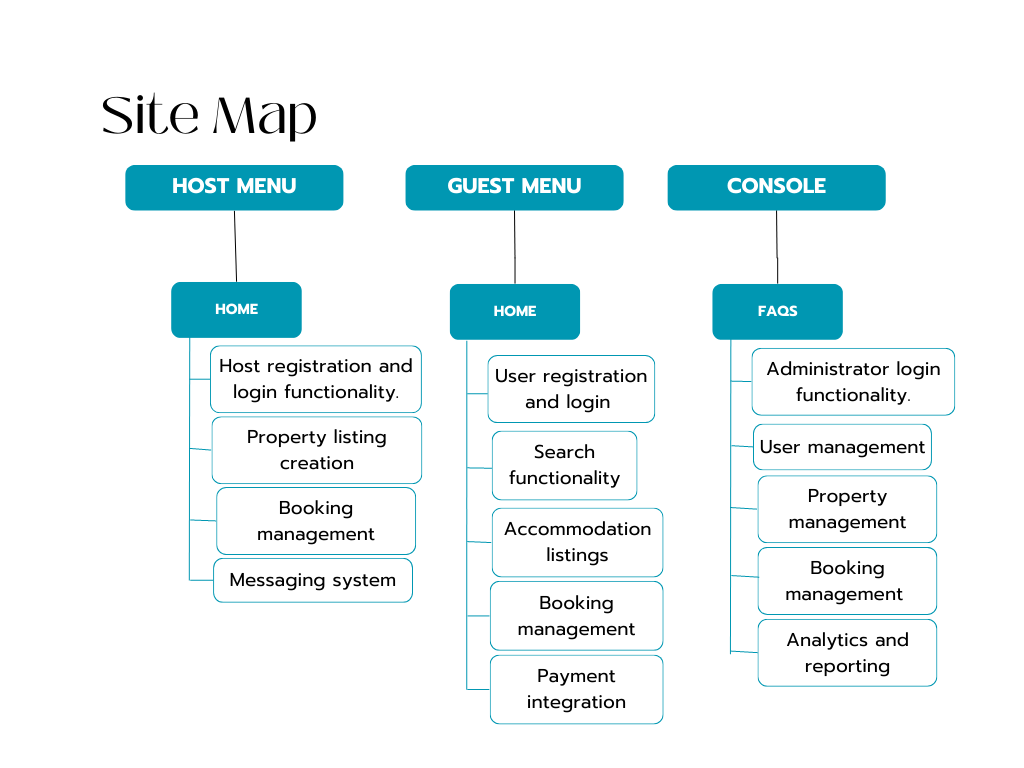 Site Map
HOST MENU
HOME
Host registration and
login functionality.
Property listing
creation
Booking
management
Messaging system
GUEST MENU
HOME
User registration
and login
Search
functionality
Accommodation
listings
Booking
management
Payment
integration
CONSOLE
FAQS
Administrator login
functionality.
User management
Property
management
Booking
management
Analytics and
reporting